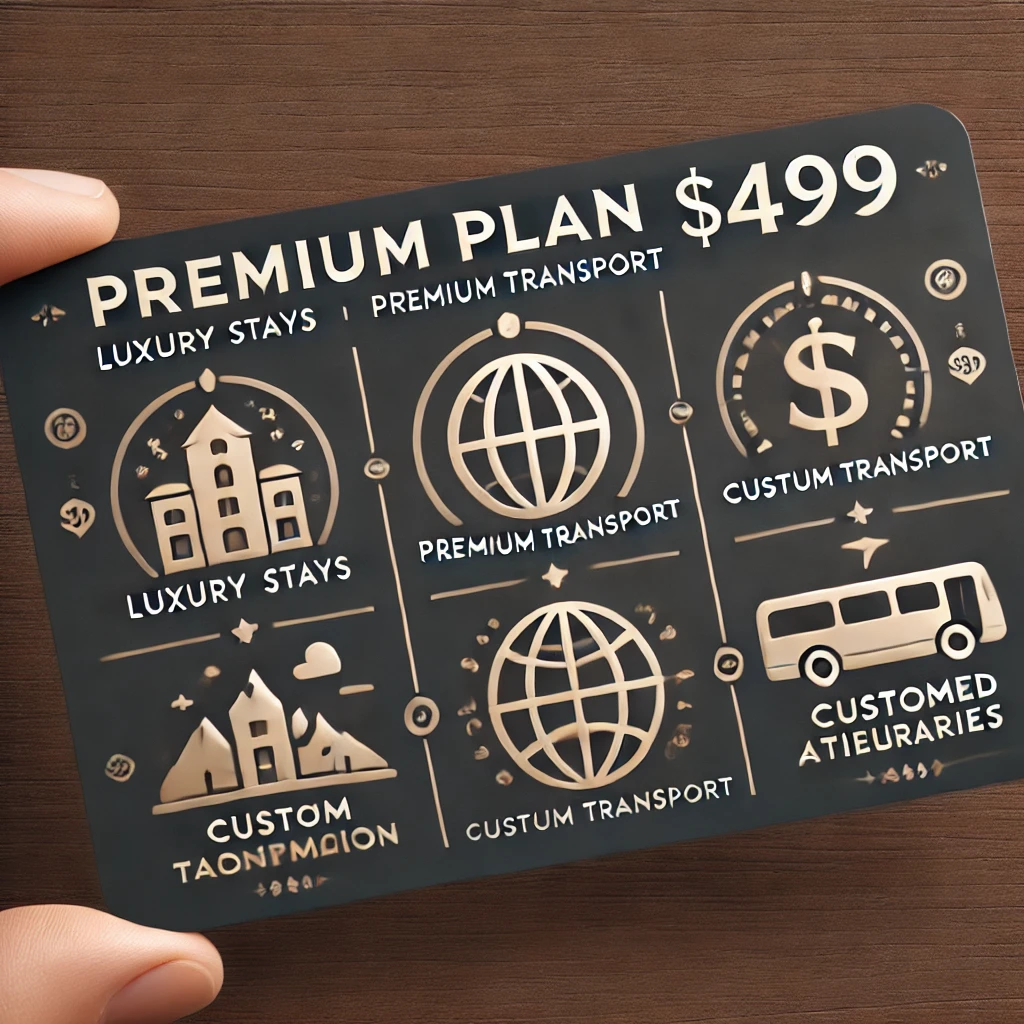 PREMIUM PLAN $499
LUXURY STAYS | PREMIUM TRANSPORT
LUXURY STAYS
PREMIUM TRANSPORT
CUSTUM TRANSPORT
CUSTOM
TAONPMAION
CUSTUM TRANSPORT
CUSTOMED
ATIEURARIES